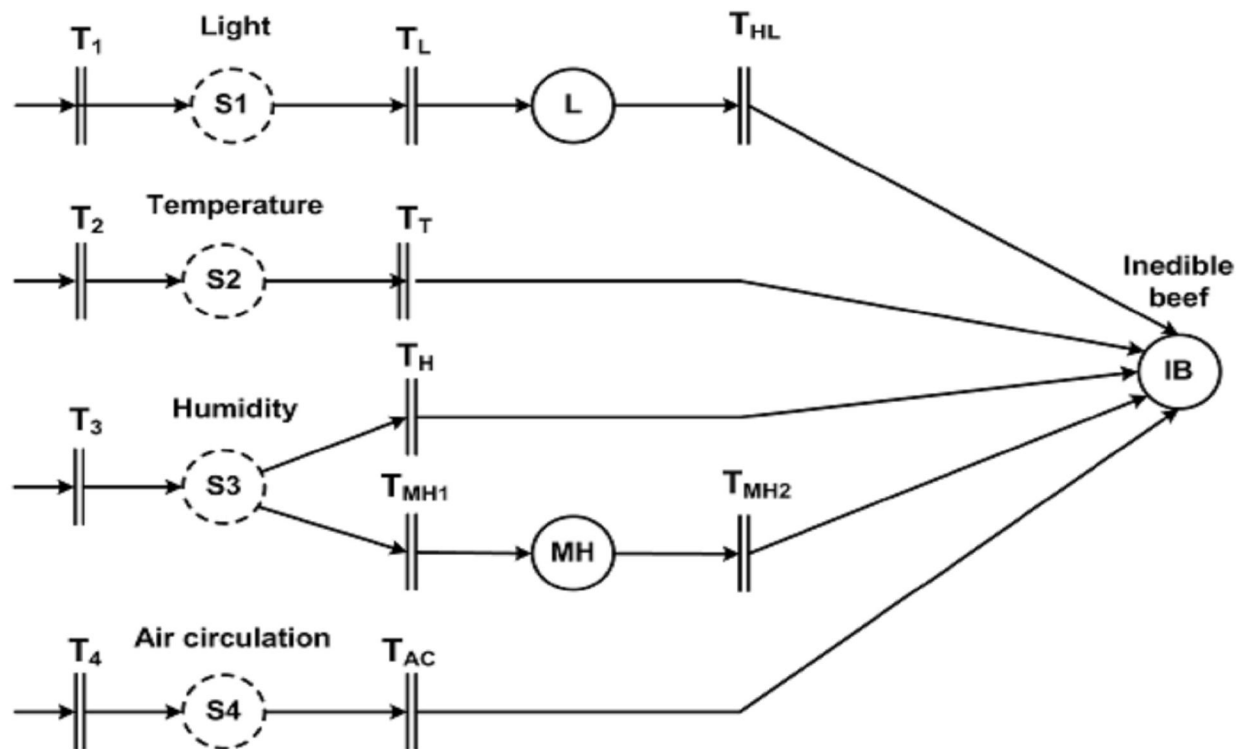 Light
T1
TL
THL
S1
L
Temperature
T2
TT
S2
Inedible
beef
IB
TH
Humidity
T3
S3
TMH1
TMH2
MH
Air circulation
T4
TAC
S4